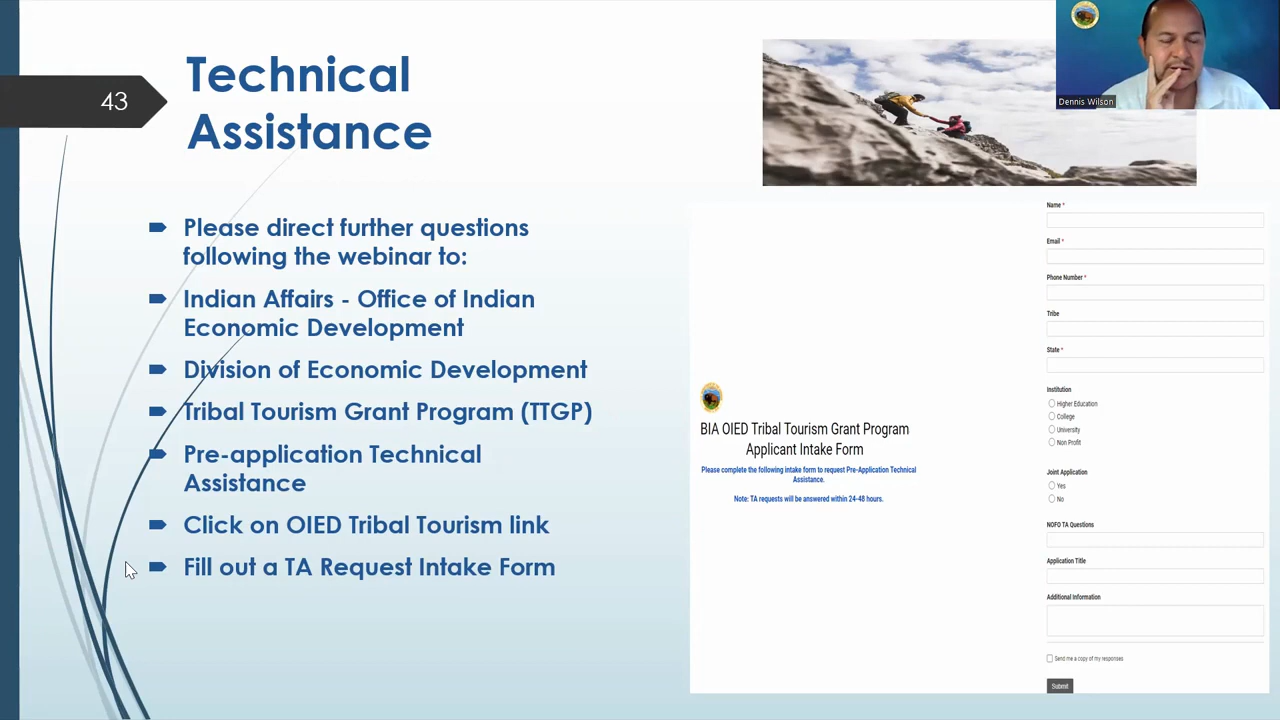 43
Technical
Assistance
Please direct further questions
following the webinar to:
Indian Affairs - Office of Indian
Economic Development
Division of Economic Development
Tribal Tourism Grant Program (TTGP)
Pre-application Technical
Assistance
Click on OIED Tribal Tourism link
Fill out a TA Request Intake Form
Dennis Wilson
BIA OIED Tribal Tourism Grant Program
Applicant Intake Form
Please complete the following intake form to request Pre-Application Technical
Assistance.
Note: TA requests will be answered within 24-48 hours.
Name *
Email *
Phone Number *
Tribe
State *
Institution
Higher Education
College
University
Non Profit
Joint Application
Yes
No
NOFO TA Questions
Application Title
Additional Information
Send me a copy of my responses
Submit